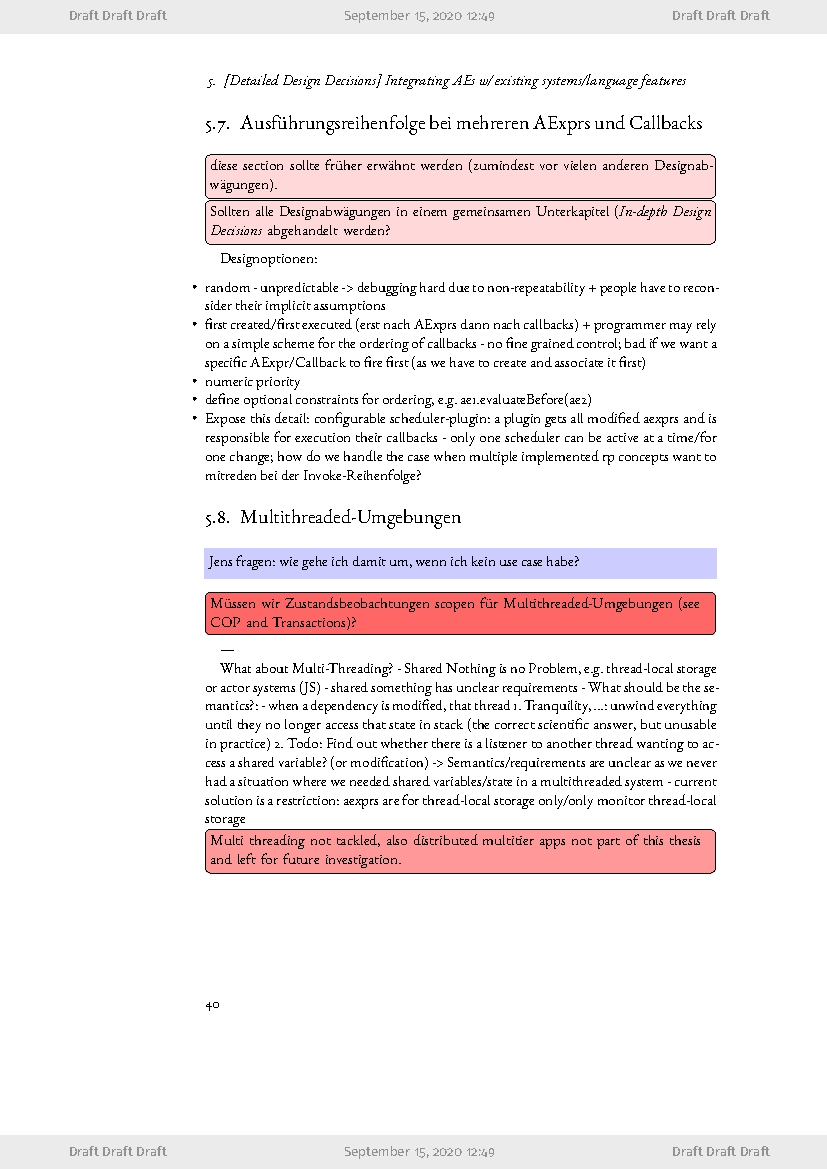 Draft Draft Draft September 15, 2020 12:49 Draft Draft Draft
5. [Detailed Design Decisions] Integrating AEs w/ existing systems/language features
5.7. Ausführungsreihenfolge bei mehreren AExprs und Callbacks
diese section sollte früher erwähnt werden (zumindest vor vielen anderen Designab-
wägungen).
Sollten alle Designabwägungen in einem gemeinsamen Unterkapitel (In-depth Design
Decisions abgehandelt werden?
Designoptionen:
• random - unpredictable -> debugging hard due to non-repeatability + people have to recon-
sider their implicit assumptions
• first created/first executed (erst nach AExprs dann nach callbacks) + programmer may rely
on a simple scheme for the ordering of callbacks - no fine grained control; bad if we want a
specific AExpr/Callback to fire first (as we have to create and associate it first)
• numeric priority
• define optional constraints for ordering, e.g. ae1.evaluateBefore(ae2)
• Expose this detail: configurable scheduler-plugin: a plugin gets all modified aexprs and is
responsible for execution their callbacks - only one scheduler can be active at a time/for
one change; how do we handle the case when multiple implemented rp concepts want to
mitreden bei der Invoke-Reihenfolge?
5.8. Multithreaded-Umgebungen
Jens fragen: wie gehe ich damit um, wenn ich kein use case habe?
Müssen wir Zustandsbeobachtungen scopen für Multithreaded-Umgebungen (see
COP and Transactions)?
—
What about Multi-Threading? - Shared Nothing is no Problem, e.g. thread-local storage
or actor systems (JS) - shared something has unclear requirements - What should be the se-
mantics?: - when a dependency is modified, that thread 1. Tranquility, ...: unwind everything
until they no longer access that state in stack (the correct scientific answer, but unusable
in practice) 2. Todo: Find out whether there is a listener to another thread wanting to ac-
cess a shared variable? (or modification) -> Semantics/requirements are unclear as we never
had a situation where we needed shared variables/state in a multithreaded system - current
solution is a restriction: aexprs are for thread-local storage only/only monitor thread-local
storage
Multi threading not tackled, also distributed multitier apps not part of this thesis
and left for future investigation.
40
Draft Draft Draft September 15, 2020 12:49 Draft Draft Draft